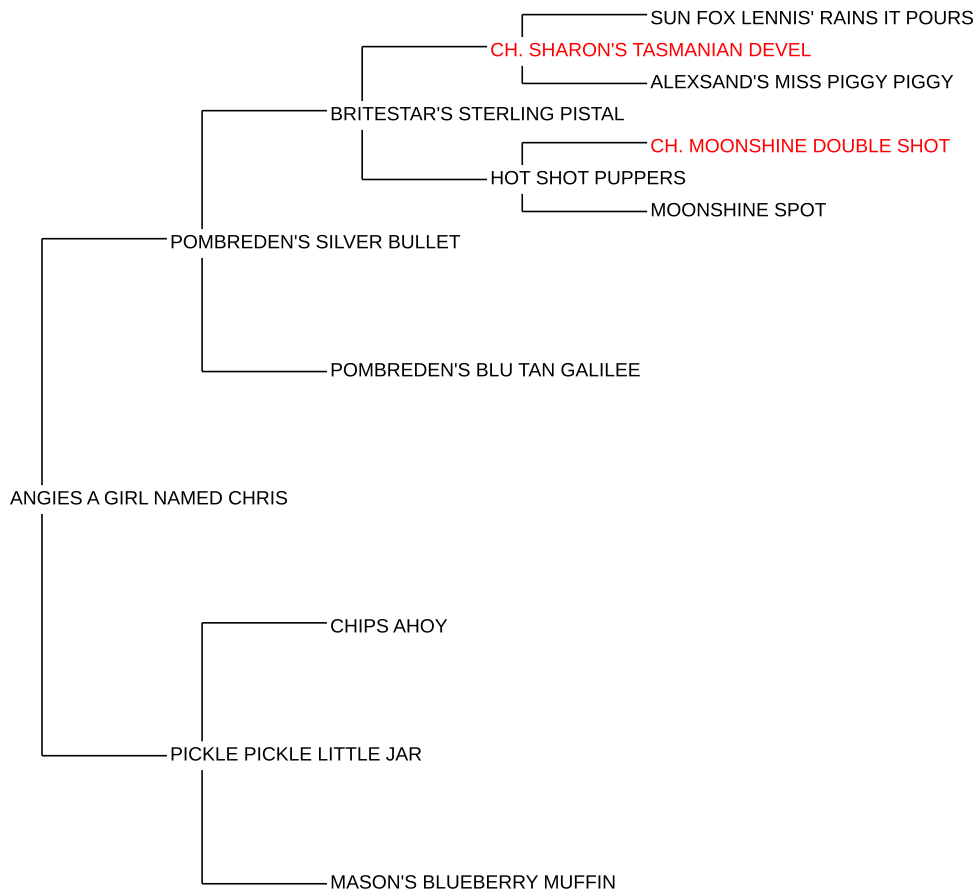 SUN FOX LENNIS' RAINS IT POURS
CH. SHARON'S TASMANIAN DEVEL
ALEXSAND'S MISS PIGGY PIGGY
BRITESTAR'S STERLING PISTAL
CH. MOONSHINE DOUBLE SHOT
HOT SHOT PUPPERS
MOONSHINE SPOT
POMBREDEN'S SILVER BULLET
POMBREDEN'S BLU TAN GALILEE
ANGIES A GIRL NAMED CHRIS
CHIPS AHOY
PICKLE PICKLE LITTLE JAR
MASON'S BLUEBERRY MUFFIN